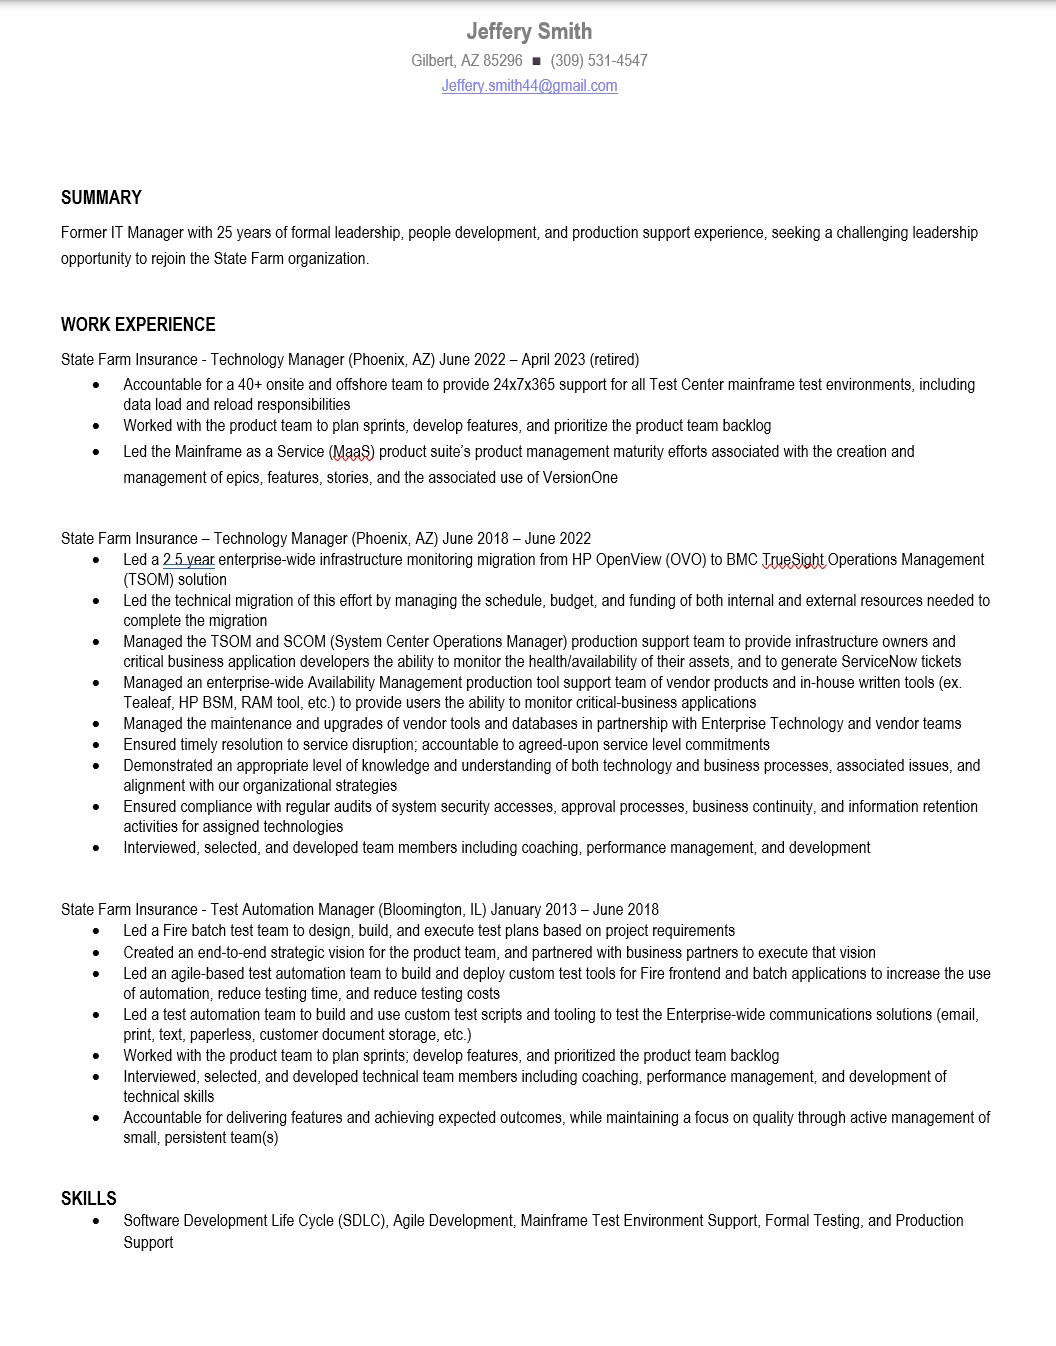 Jeffery Smith
Gilbert, AZ 85296 ■ (309) 531-4547
Jeffery.smith44@gmail.com
SUMMARY
Former IT Manager with 25 years of formal leadership, people development, and production support experience, seeking a challenging leadership
opportunity to rejoin the State Farm organization.
WORK EXPERIENCE
State Farm Insurance - Technology Manager (Phoenix, AZ) June 2022 – April 2023 (retired)
• Accountable for a 40+ onsite and offshore team to provide 24x7x365 support for all Test Center mainframe test environments, including
data load and reload responsibilities
• Worked with the product team to plan sprints, develop features, and prioritize the product team backlog
• Led the Mainframe as a Service (MaaS) product suite’s product management maturity efforts associated with the creation and
management of epics, features, stories, and the associated use of VersionOne
State Farm Insurance – Technology Manager (Phoenix, AZ) June 2018 – June 2022
• Led a 2.5 year enterprise-wide infrastructure monitoring migration from HP OpenView (OVO) to BMC TrueSight Operations Management
(TSOM) solution
• Led the technical migration of this effort by managing the schedule, budget, and funding of both internal and external resources needed to
complete the migration
• Managed the TSOM and SCOM (System Center Operations Manager) production support team to provide infrastructure owners and
critical business application developers the ability to monitor the health/availability of their assets, and to generate ServiceNow tickets
• Managed an enterprise-wide Availability Management production tool support team of vendor products and in-house written tools (ex.
Tealeaf, HP BSM, RAM tool, etc.) to provide users the ability to monitor critical-business applications
• Managed the maintenance and upgrades of vendor tools and databases in partnership with Enterprise Technology and vendor teams
• Ensured timely resolution to service disruption; accountable to agreed-upon service level commitments
• Demonstrated an appropriate level of knowledge and understanding of both technology and business processes, associated issues, and
alignment with our organizational strategies
• Ensured compliance with regular audits of system security accesses, approval processes, business continuity, and information retention
activities for assigned technologies
• Interviewed, selected, and developed team members including coaching, performance management, and development
State Farm Insurance - Test Automation Manager (Bloomington, IL) January 2013 – June 2018
• Led a Fire batch test team to design, build, and execute test plans based on project requirements
• Created an end-to-end strategic vision for the product team, and partnered with business partners to execute that vision
• Led an agile-based test automation team to build and deploy custom test tools for Fire frontend and batch applications to increase the use
of automation, reduce testing time, and reduce testing costs
• Led a test automation team to build and use custom test scripts and tooling to test the Enterprise-wide communications solutions (email,
print, text, paperless, customer document storage, etc.)
• Worked with the product team to plan sprints; develop features, and prioritized the product team backlog
• Interviewed, selected, and developed technical team members including coaching, performance management, and development of
technical skills
• Accountable for delivering features and achieving expected outcomes, while maintaining a focus on quality through active management of
small, persistent team(s)
SKILLS
• Software Development Life Cycle (SDLC), Agile Development, Mainframe Test Environment Support, Formal Testing, and Production
Support